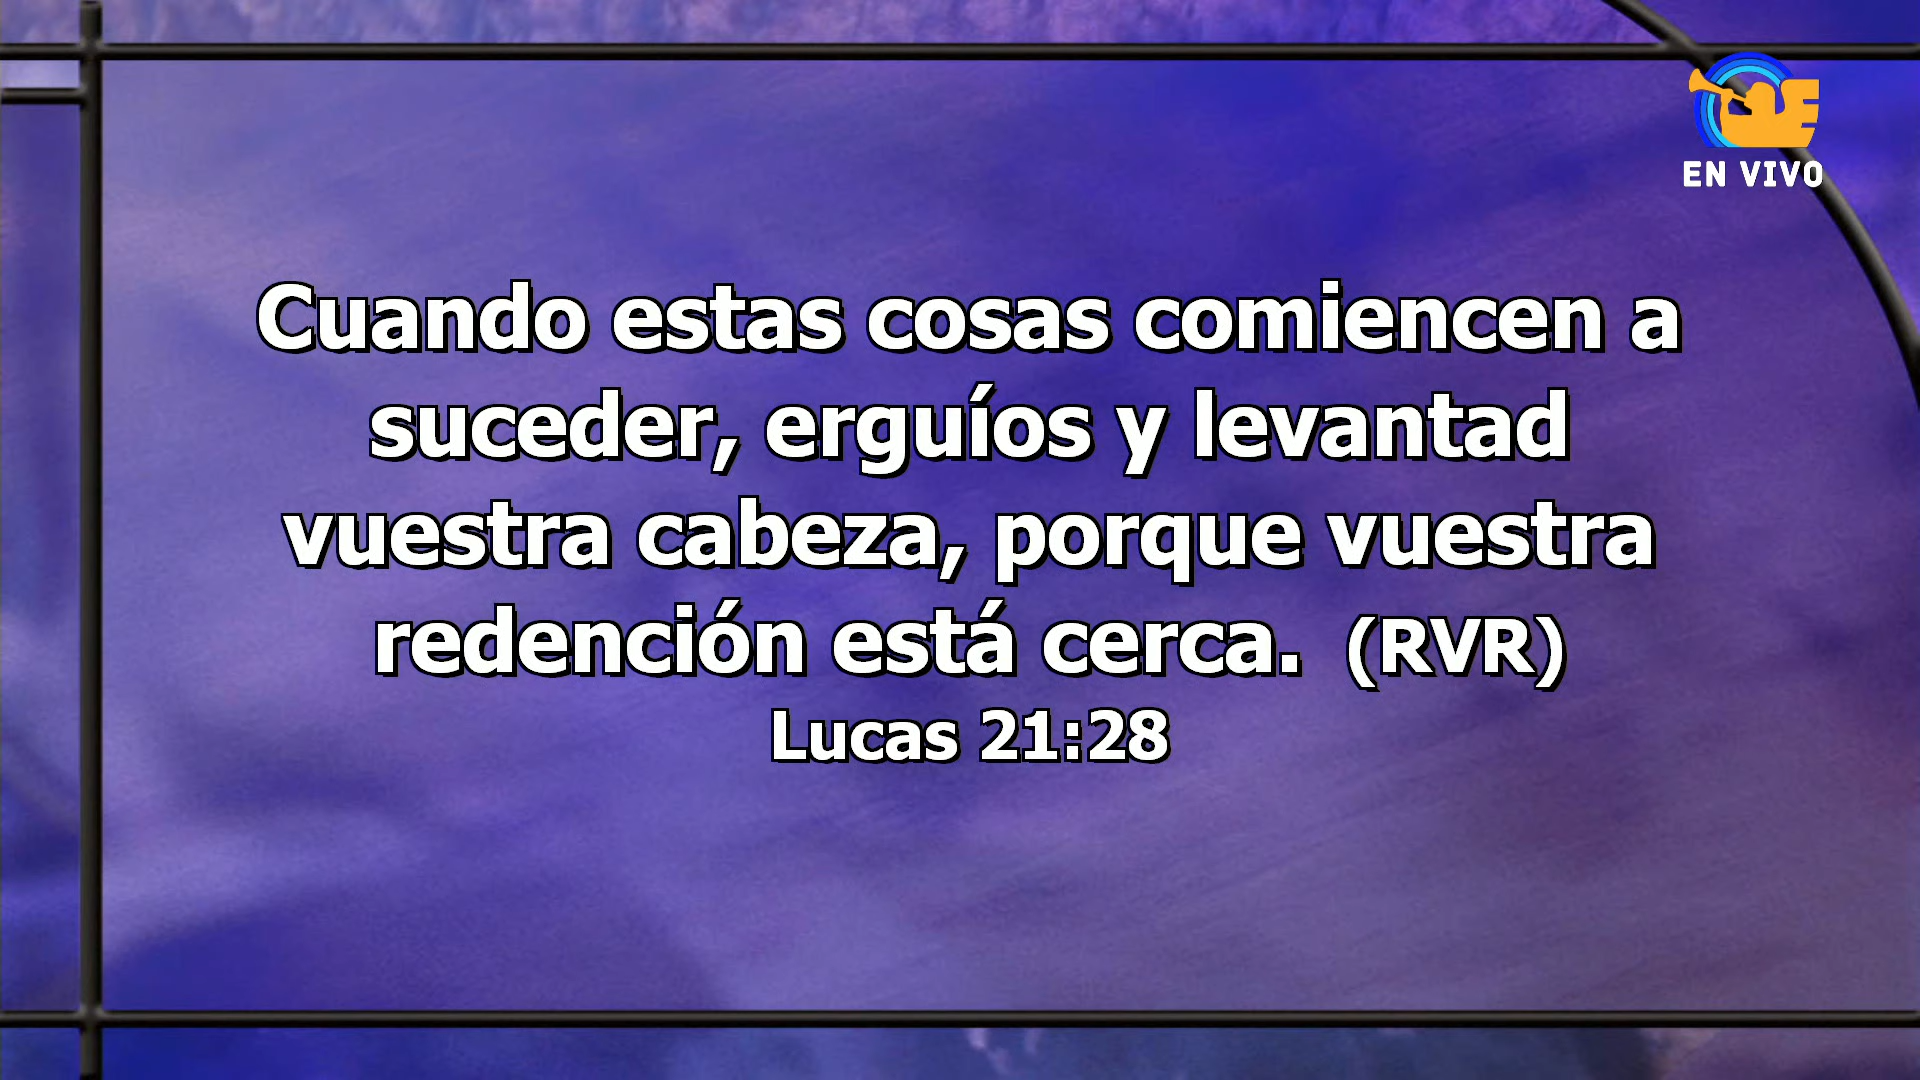 EN VIVO
Cuando estas cosas comiencen a
suceder, erguíos y levantad
vuestra cabeza, porque vuestra
redención está cerca. (RVR)
Lucas 21:28